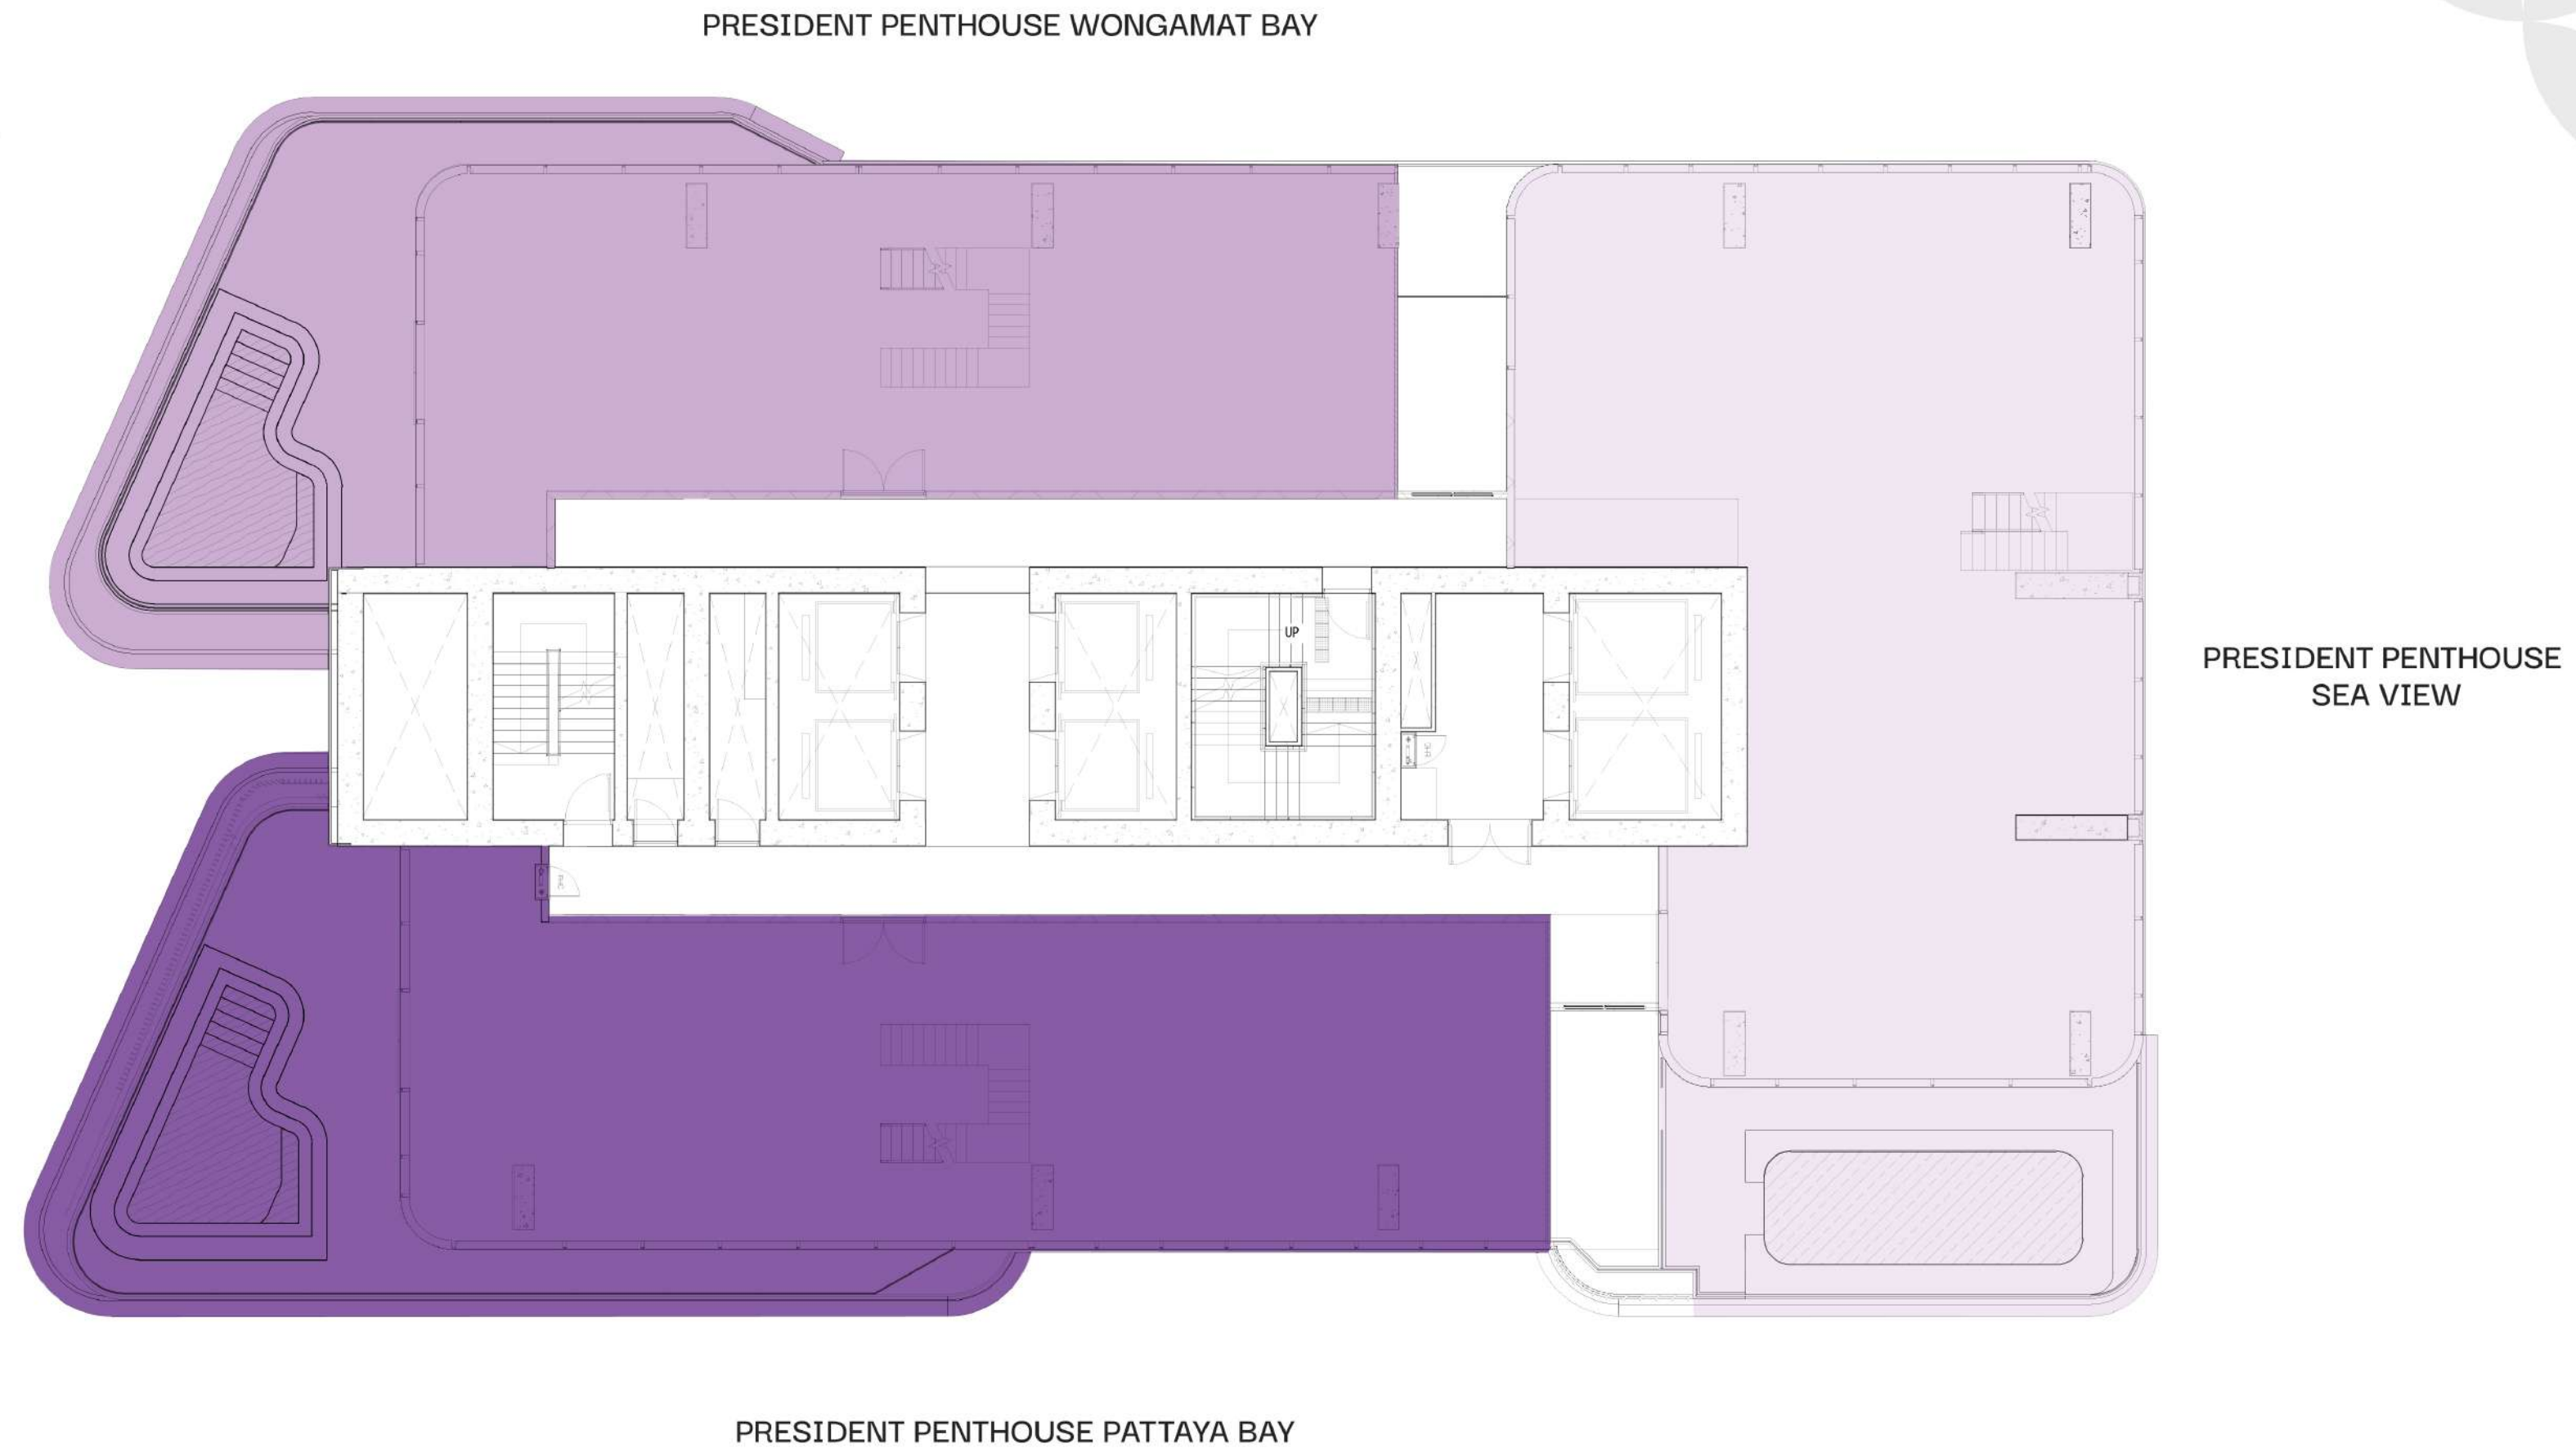 PRESIDENT PENTHOUSE WONGAMAT BAY
UP
PRESIDENT PENTHOUSE
SEA VIEW
PRESIDENT PENTHOUSE PATTAYA BAY